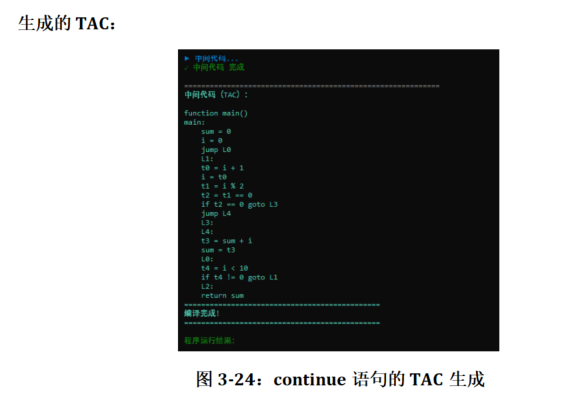 生成的 TAC：
▶ 中间代码...
✓ 中间代码 完成
============================================================
中间代码（TAC）：
function main()
main:
sum = 0
i = 0
jump L0
L1:
t0 = i + 1
i = t0
t1 = i % 2
t2 = t1 == 0
if t2 == 0 goto L3
jump L4
L3:
L4:
t3 = sum + i
sum = t3
L0:
t4 = i < 10
if t4 != 0 goto L1
L2:
return sum
==============================================
编译完成!
==============================================
程序运行结果:
图 3-24：continue 语句的 TAC 生成